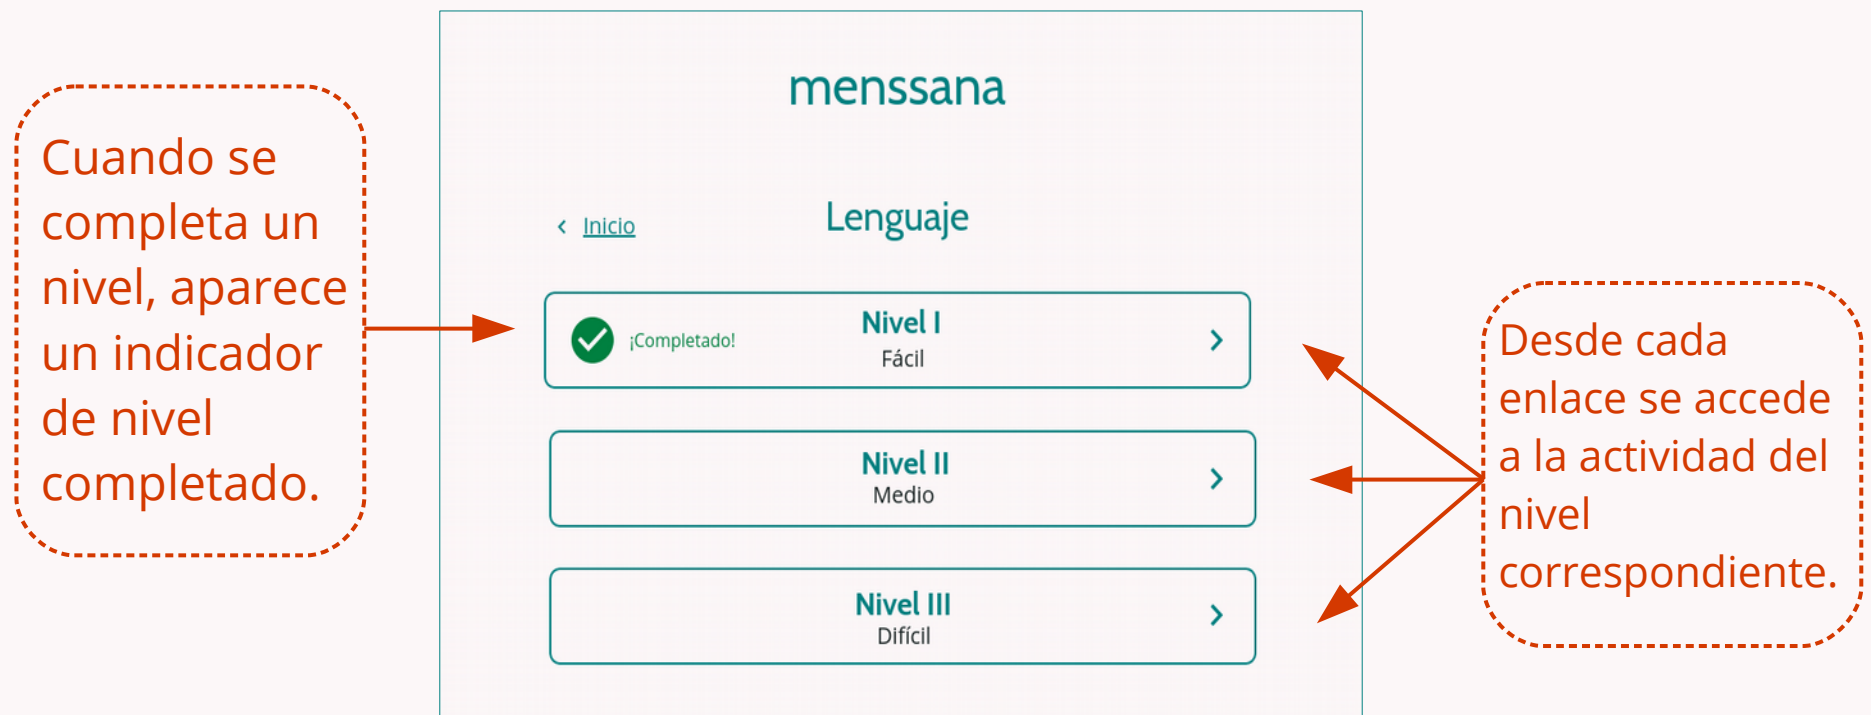 Cuando se
completa un
nivel, aparece
un indicador
de nivel
completado.
menssana
Inicio
Lenguaje
¡Completado!
Nivel I
Fácil
Nivel II
Medio
Nivel III
Difícil
Desde cada
enlace se accede
a la actividad del
nivel
correspondiente.